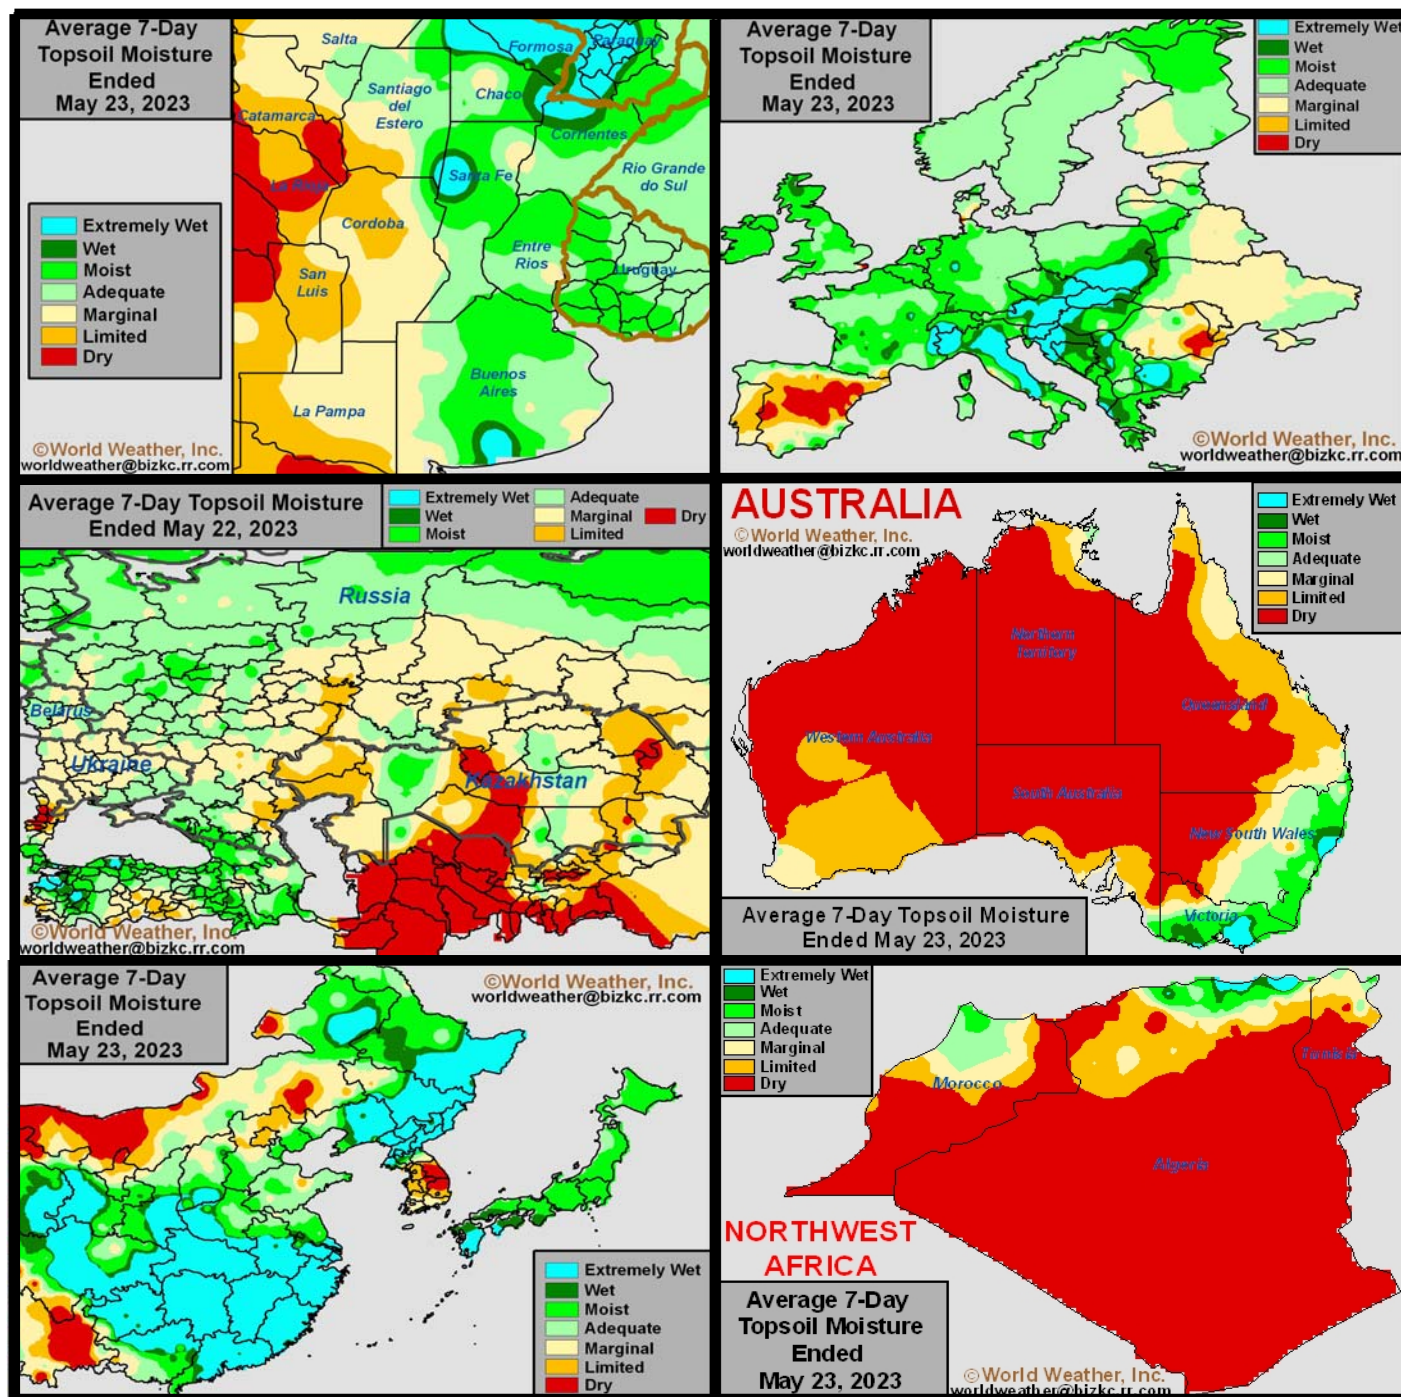 Average 7-Day
Topsoil Moisture
Ended
May 23, 2023
Salta
Formosa
Paraguay
Santiago
del
Estero
Chaco
Catamarca
Corrientes
La Rioja
Santa Fe
Rio Grande
do Sul
Cordoba
Entre
Rios
Uruguay
San
Luis
Buenos
Aires
La Pampa
Extremely Wet
Wet
Moist
Adequate
Marginal
Limited
Dry
©World Weather, Inc.
worldweather@bizkc.rr.com
Average 7-Day
Topsoil Moisture
Ended
May 23, 2023
Extremely Wet
Wet
Moist
Adequate
Marginal
Limited
Dry
©World Weather, Inc.
worldweather@bizkc.rr.com
Average 7-Day Topsoil Moisture
Ended May 22, 2023
Extremely Wet
Wet
Moist
Adequate
Marginal
Limited
Dry
Russia
Belarus
Ukraine
Kazakhstan
©World Weather, Inc
worldweather@bizkc.rr.com
AUSTRALIA
©World Weather, Inc.
worldweather@bizkc.rr.com
Extremely Wet
Wet
Moist
Adequate
Marginal
Limited
Dry
Northern
Territory
Queensland
Western Australia
South Australia
New South Wales
Victoria
Average 7-Day Topsoil Moisture
Ended May 23, 2023
Average 7-Day
Topsoil Moisture
Ended
May 23, 2023
©World Weather, Inc.
worldweather@bizkc.rr.com
Extremely Wet
Wet
Moist
Adequate
Marginal
Limited
Dry
Extremely Wet
Wet
Moist
Adequate
Marginal
Limited
Dry
Morocco
Tunisia
Algeria
NORTHWEST
AFRICA
Average 7-Day
Topsoil Moisture
Ended
May 23, 2023
©World Weather, Inc.
worldweather@bizkc.rr.com